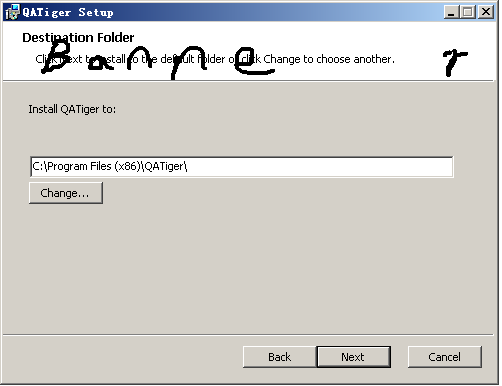 QATiger Setup
Destination Folder
Click Next to install to the default folder or click Change to choose another.
Banner
Install QATiger to:
C:\Program Files (x86)\QATiger\
Change...
Back Next Cancel